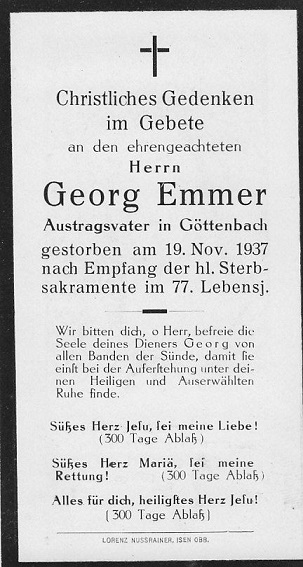 Christliches Gedenken
im Gebete
an den ehrengeachteten
Herrn
Georg Emmer
Austragsvater in Göttenbach
gestorben am 19. Nov. 1937
nach Empfang der hl. Sterb-
sakramente im 77. Lebensj.
Wir bitten dich, o Herr, befreie die
Seele deines Dieners Georg von
allen Banden der Sünde, damit ſie
einſt bei der Auferſtehung unter dei-
nen Heiligen und Auserwählten
Ruhe finde.
Süßes Herz Jeſu, ſei meine Liebe!
(300 Tage Ablaß)
Süßes Herz Mariä, ſei meine
Rettung! (300 Tage Ablaß)
Alles für dich, heiligſtes Herz Jeſu!
(300 Tage Ablaß)
LORENZ NUSSRAINER, ISEN OBB.